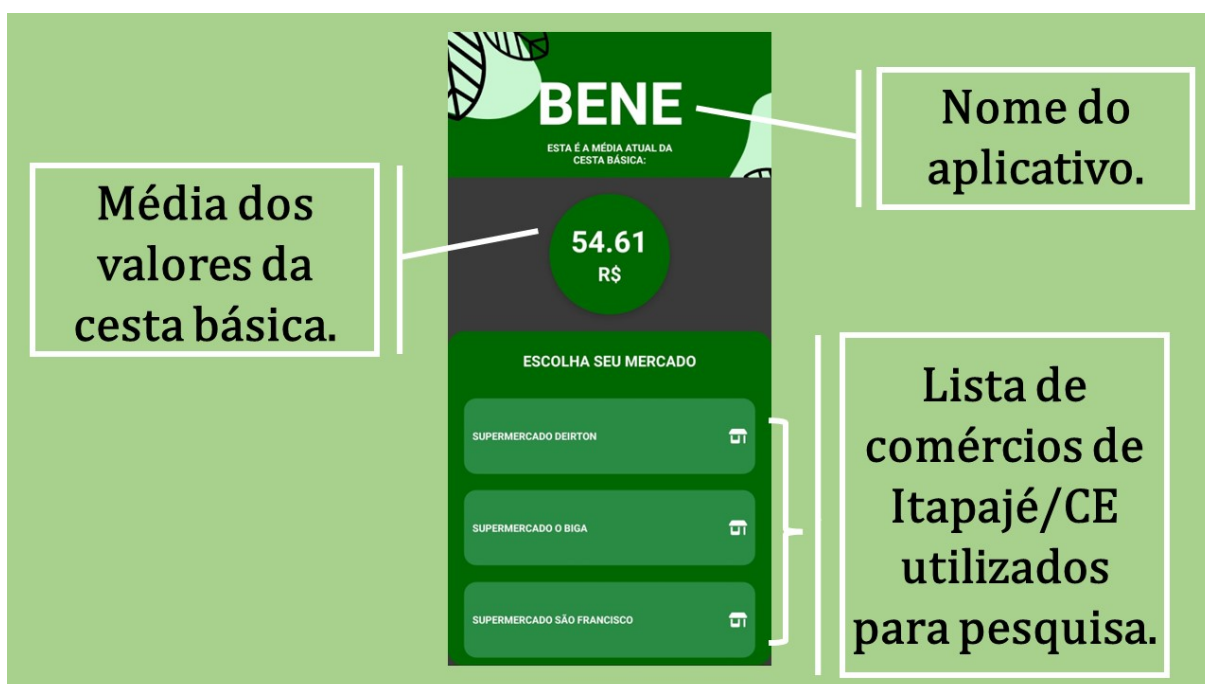 BENE
ESTA É A MÉDIA ATUAL DA
CESTA BÁSICA:
Nome do
aplicativo.
Média dos
valores da
cesta básica.
54.61
R$
ESCOLHA SEU MERCADO
SUPERMERCADO DEIRTON
SUPERMERCADO O BIGA
SUPERMERCADO SÃO FRANCISCO
Lista de
comércios de
Itapajé/CE
utilizados
para pesquisa.